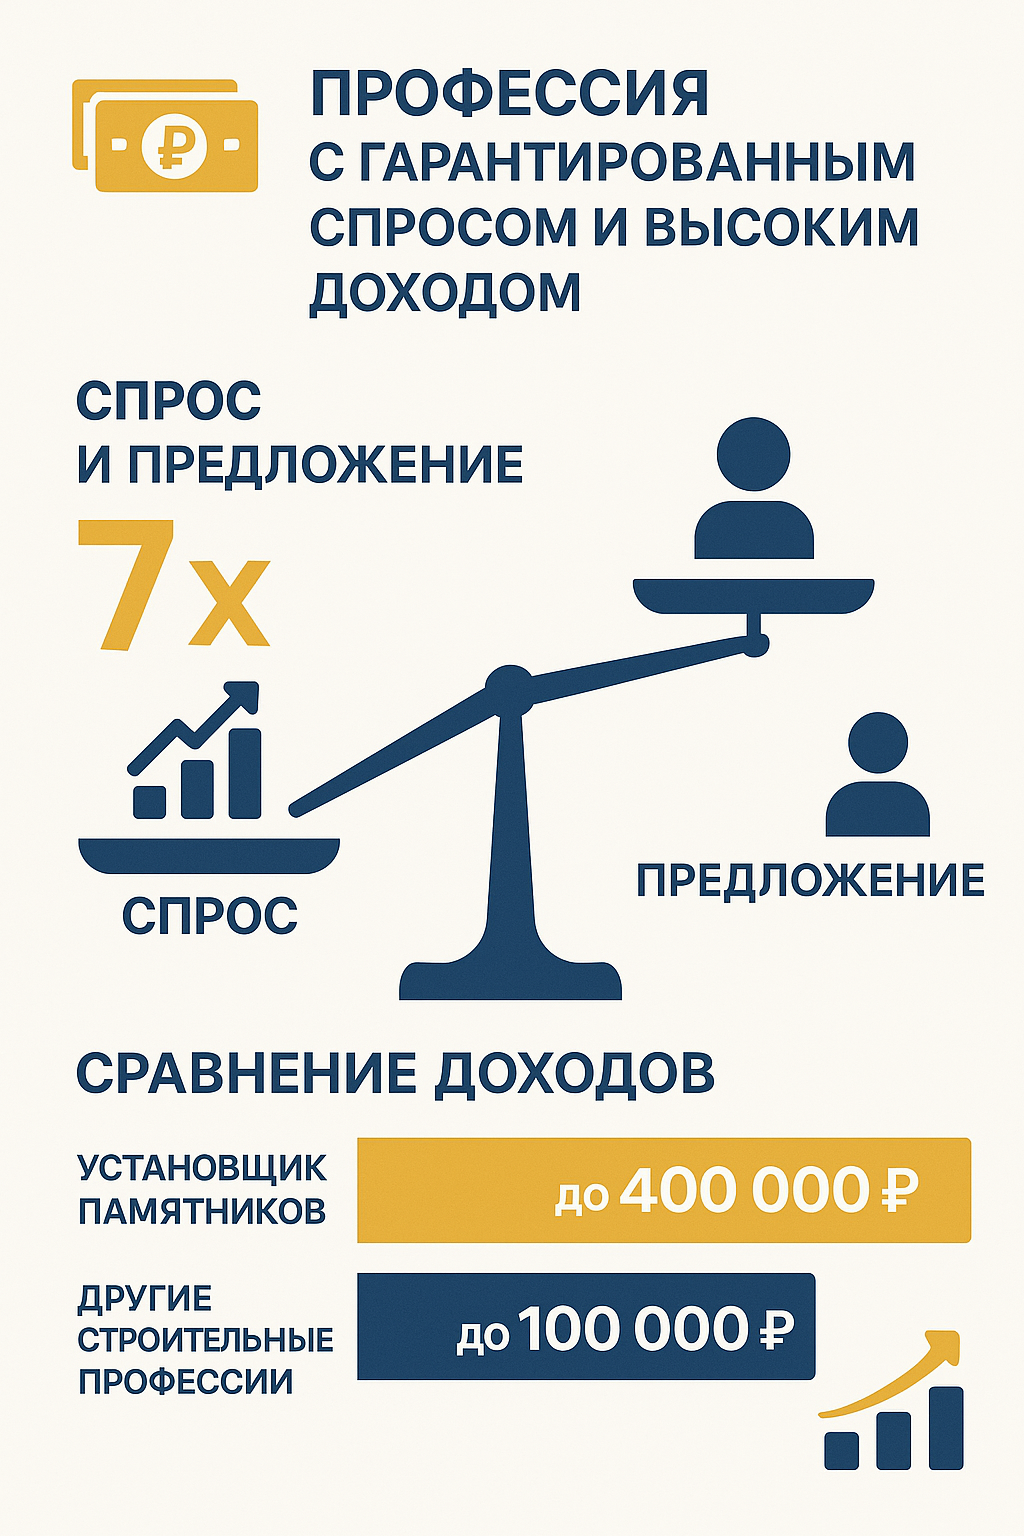 ₽
ПРОФЕССИЯ
С ГАРАНТИРОВАННЫМ
СПРОСОМ И ВЫСОКИМ
ДОХОДОМ
СПРОС
И ПРЕДЛОЖЕНИЕ
7x
СПРОС
ПРЕДЛОЖЕНИЕ
СРАВНЕНИЕ ДОХОДОВ
УСТАНОВЩИК
ПАМЯТНИКОВ
до 400 000 ₽
ДРУГИЕ
СТРОИТЕЛЬНЫЕ
ПРОФЕССИИ
до 100 000 ₽